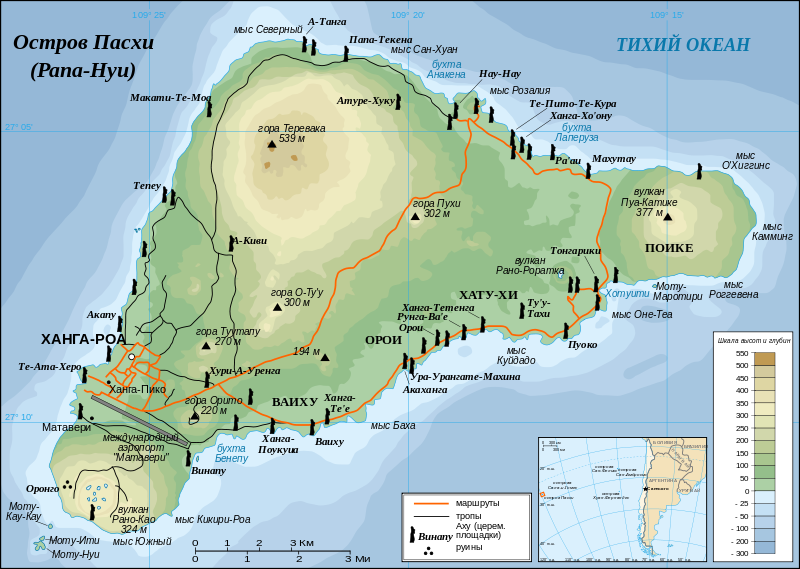 109° 25'
109° 20'
109° 15'
Остров Пасхи
(Рапа-Нуи)
ТИХИЙ ОКЕАН
мыс Северный
А-Танга
Папа-Текена
мыс Сан-Хуан
бухта
Анакена
Нау-Нау
мыс Розалия
Макати-Те-Моа
Атуре-Хуку
Те-Пито-Те-Кура
Ханга-Хо'ону
бухта
Лаперуза
27° 05'
гора Теревака
539 м
Ра'аи
Махутау
мыс
О'Хиггинс
Тепеу
гора Пухи
302 м
вулкан
Пуа-Катике
377 м
мыс
Камминг
А-Киви
ПОИКЕ
Тонгарики
вулкан
Рано-Рорaтка
мыс
Роггевена
Хотуити
Моту-
Маротири
гора О-Ту'у
300 м
ХАТУ-ХИ
Ту'у-
Тахи
мыс Оне-Теа
Акапу
Ханга-Тетенга
Рунга-Ва'е
Орои
ХАНГА-РОА
гора Туутапу
270 м
194 м
ОРОИ
Пуоко
мыс
Куйдадо
Те-Ата-Херо
Хури-А-Уренга
Ура-Урангате-Махина
Акаханга
Ханга-Пико
гора Орито
220 м
ВАИХУ
Ханга-
Те'е
27° 10'
Матавери
международный
аэропорт
"Матавери"
мыс Баха
Ханга-
Поукуиа
Ваиху
бухта
Бенепу
Винапу
Оронго
Моту-
Кау-Кау
вулкан
Рано-Као
324 м
мыс Кикири-Роа
Моту-Ити
мыс Южный
Моту-Нуи
0 1 2 3 Км
0 1 2 3 Ми
маршруты
тропы
Аху (церем.
площадки)
Винапу
руины
Шкала высот и глубин
550
500
450
400
350
300
250
200
150
100
50
0
- 25
- 50
- 100
- 200
- 300
БОЛИВИЯ
АРГЕНТИНА
Сантьяго